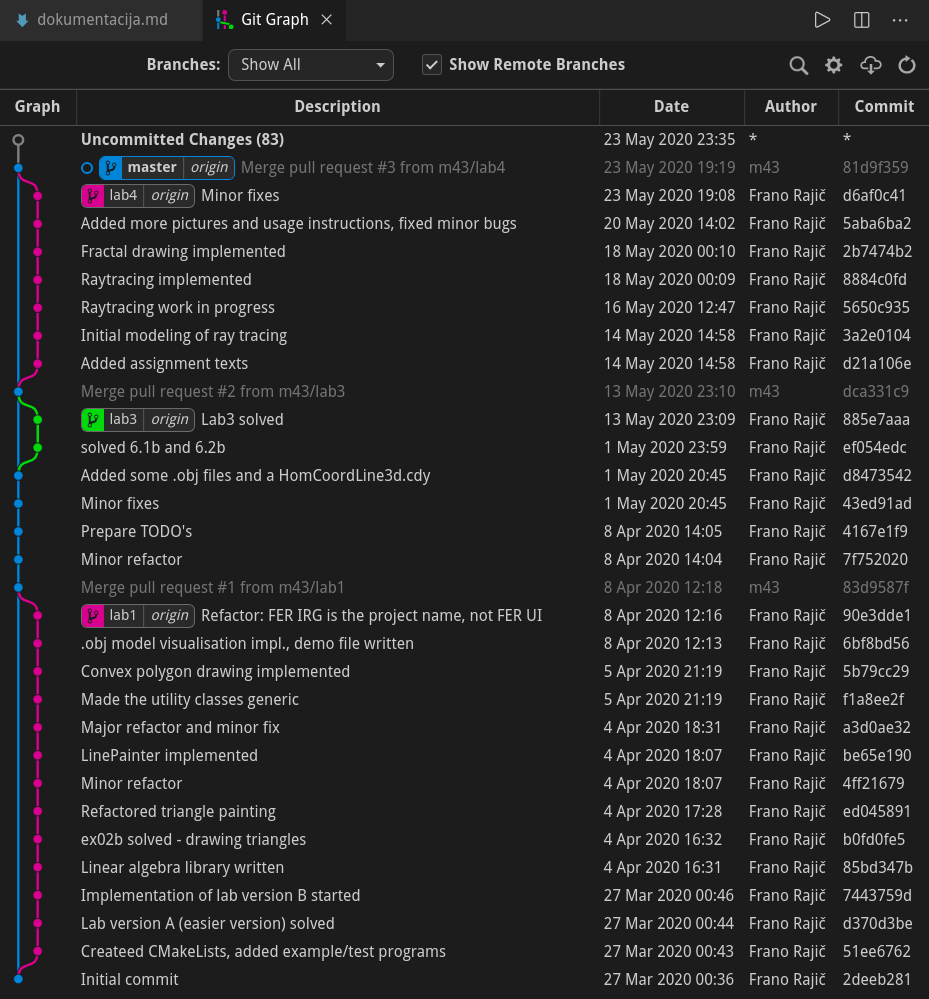 dokumentacija.md Git Graph
Branches: Show All Show Remote Branches
Graph Description Date Author Commit
Uncommitted Changes (83) 23 May 2020 23:35 * *
master origin Merge pull request #3 from m43/lab4 23 May 2020 19:19 m43 81d9f359
lab4 origin Minor fixes 23 May 2020 19:08 Frano Rajič d6af0c41
Added more pictures and usage instructions, fixed minor bugs 20 May 2020 14:02 Frano Rajič 5aba6ba2
Fractal drawing implemented 18 May 2020 00:10 Frano Rajič 2b7474b2
Raytracing implemented 18 May 2020 00:09 Frano Rajič 8884c0fd
Raytracing work in progress 16 May 2020 12:47 Frano Rajič 5650c935
Initial modeling of ray tracing 14 May 2020 14:58 Frano Rajič 3a2e0104
Added assignment texts 14 May 2020 14:58 Frano Rajič d21a106e
Merge pull request #2 from m43/lab3 13 May 2020 23:10 m43 dca331c9
lab3 origin Lab3 solved 13 May 2020 23:09 Frano Rajič 885e7aaa
solved 6.1b and 6.2b 1 May 2020 23:59 Frano Rajič ef054edc
Added some .obj files and a HomCoordLine3d.cdy 1 May 2020 20:45 Frano Rajič d8473542
Minor fixes 1 May 2020 20:45 Frano Rajič 43ed91ad
Prepare TODO's 8 Apr 2020 14:05 Frano Rajič 4167e1f9
Minor refactor 8 Apr 2020 14:04 Frano Rajič 7f752020
Merge pull request #1 from m43/lab1 8 Apr 2020 12:18 m43 83d9587f
lab1 origin Refactor: FER IRG is the project name, not FER UI 8 Apr 2020 12:16 Frano Rajič 90e3dde1
.obj model visualisation impl., demo file written 8 Apr 2020 12:13 Frano Rajič 6bf8bd56
Convex polygon drawing implemented 5 Apr 2020 21:19 Frano Rajič 5b79cc29
Made the utility classes generic 5 Apr 2020 21:19 Frano Rajič f1a8ee2f
Major refactor and minor fix 4 Apr 2020 18:31 Frano Rajič a3d0ae32
LinePainter implemented 4 Apr 2020 18:07 Frano Rajič be65e190
Minor refactor 4 Apr 2020 18:07 Frano Rajič 4ff21679
Refactored triangle painting 4 Apr 2020 17:28 Frano Rajič ed045891
ex02b solved - drawing triangles 4 Apr 2020 16:32 Frano Rajič b0fd0fe5
Linear algebra library written 4 Apr 2020 16:31 Frano Rajič 85bd347b
Implementation of lab version B started 27 Mar 2020 00:46 Frano Rajič 7443759d
Lab version A (easier version) solved 27 Mar 2020 00:44 Frano Rajič d370d3be
Createed CMakeLists, added example/test programs 27 Mar 2020 00:43 Frano Rajič 51ee6762
Initial commit 27 Mar 2020 00:36 Frano Rajič 2deeb281